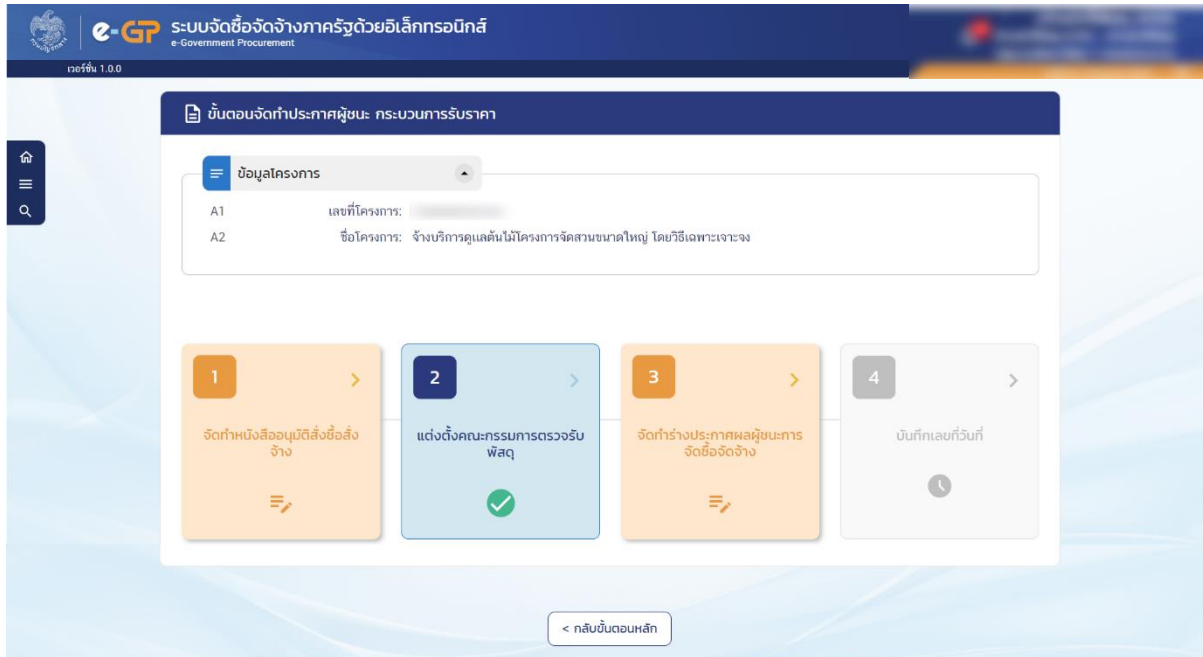 e-GP ระบบจัดซื้อจัดจ้างภาครัฐด้วยอิเล็กทรอนิกส์
e-Government Procurement
เวอร์ชั่น 1.0.0
ขั้นตอนจัดทำประกาศผู้ชนะ กระบวนการรับราคา
ข้อมูลโครงการ
A1 เลขที่โครงการ:
A2 ชื่อโครงการ: จ้างบริการดูแลต้นไม้โครงการจัดสวนขนาดใหญ่ โดยวิธีเฉพาะเจาะจง
1
จัดทำหนังสืออนุมัติสั่งซื้อสั่ง
จ้าง
2
แต่งตั้งคณะกรรมการตรวจรับ
พัสดุ
3
จัดทำร่างประกาศผลผู้ชนะการ
จัดซื้อจัดจ้าง
4
บันทึกเลขที่วันที่
< กลับขั้นตอนหลัก